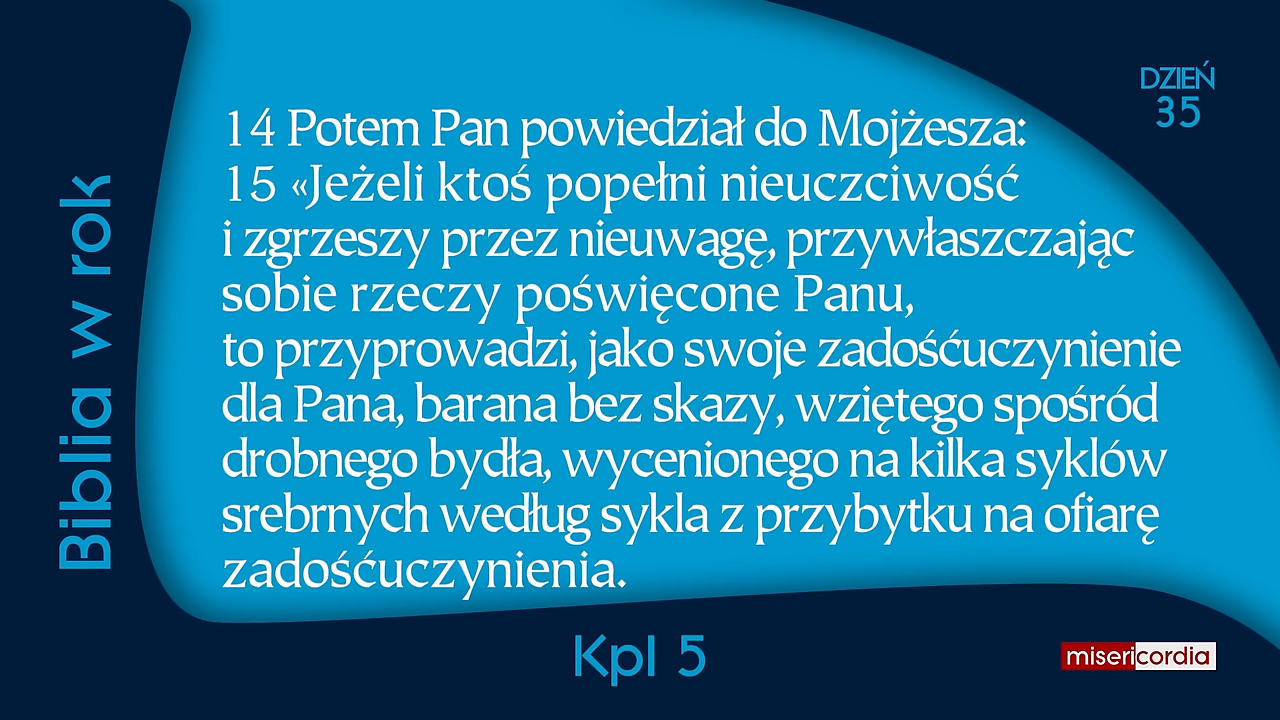 DZIEŃ
35
14 Potem Pan powiedział do Mojżesza:
15 «Jeżeli ktoś popełni nieuczciwość
i zgrzeszy przez nieuwagę, przywłaszczając
sobie rzeczy poświęcone Panu,
to przyprowadzi, jako swoje zadośćuczynienie
dla Pana, barana bez skazy, wziętego spośród
drobnego bydła, wycenionego na kilka syklów
srebrnych według sykla z przybytku na ofiarę
zadośćuczynienia.
Biblia w rok
Kpl 5
misericordia